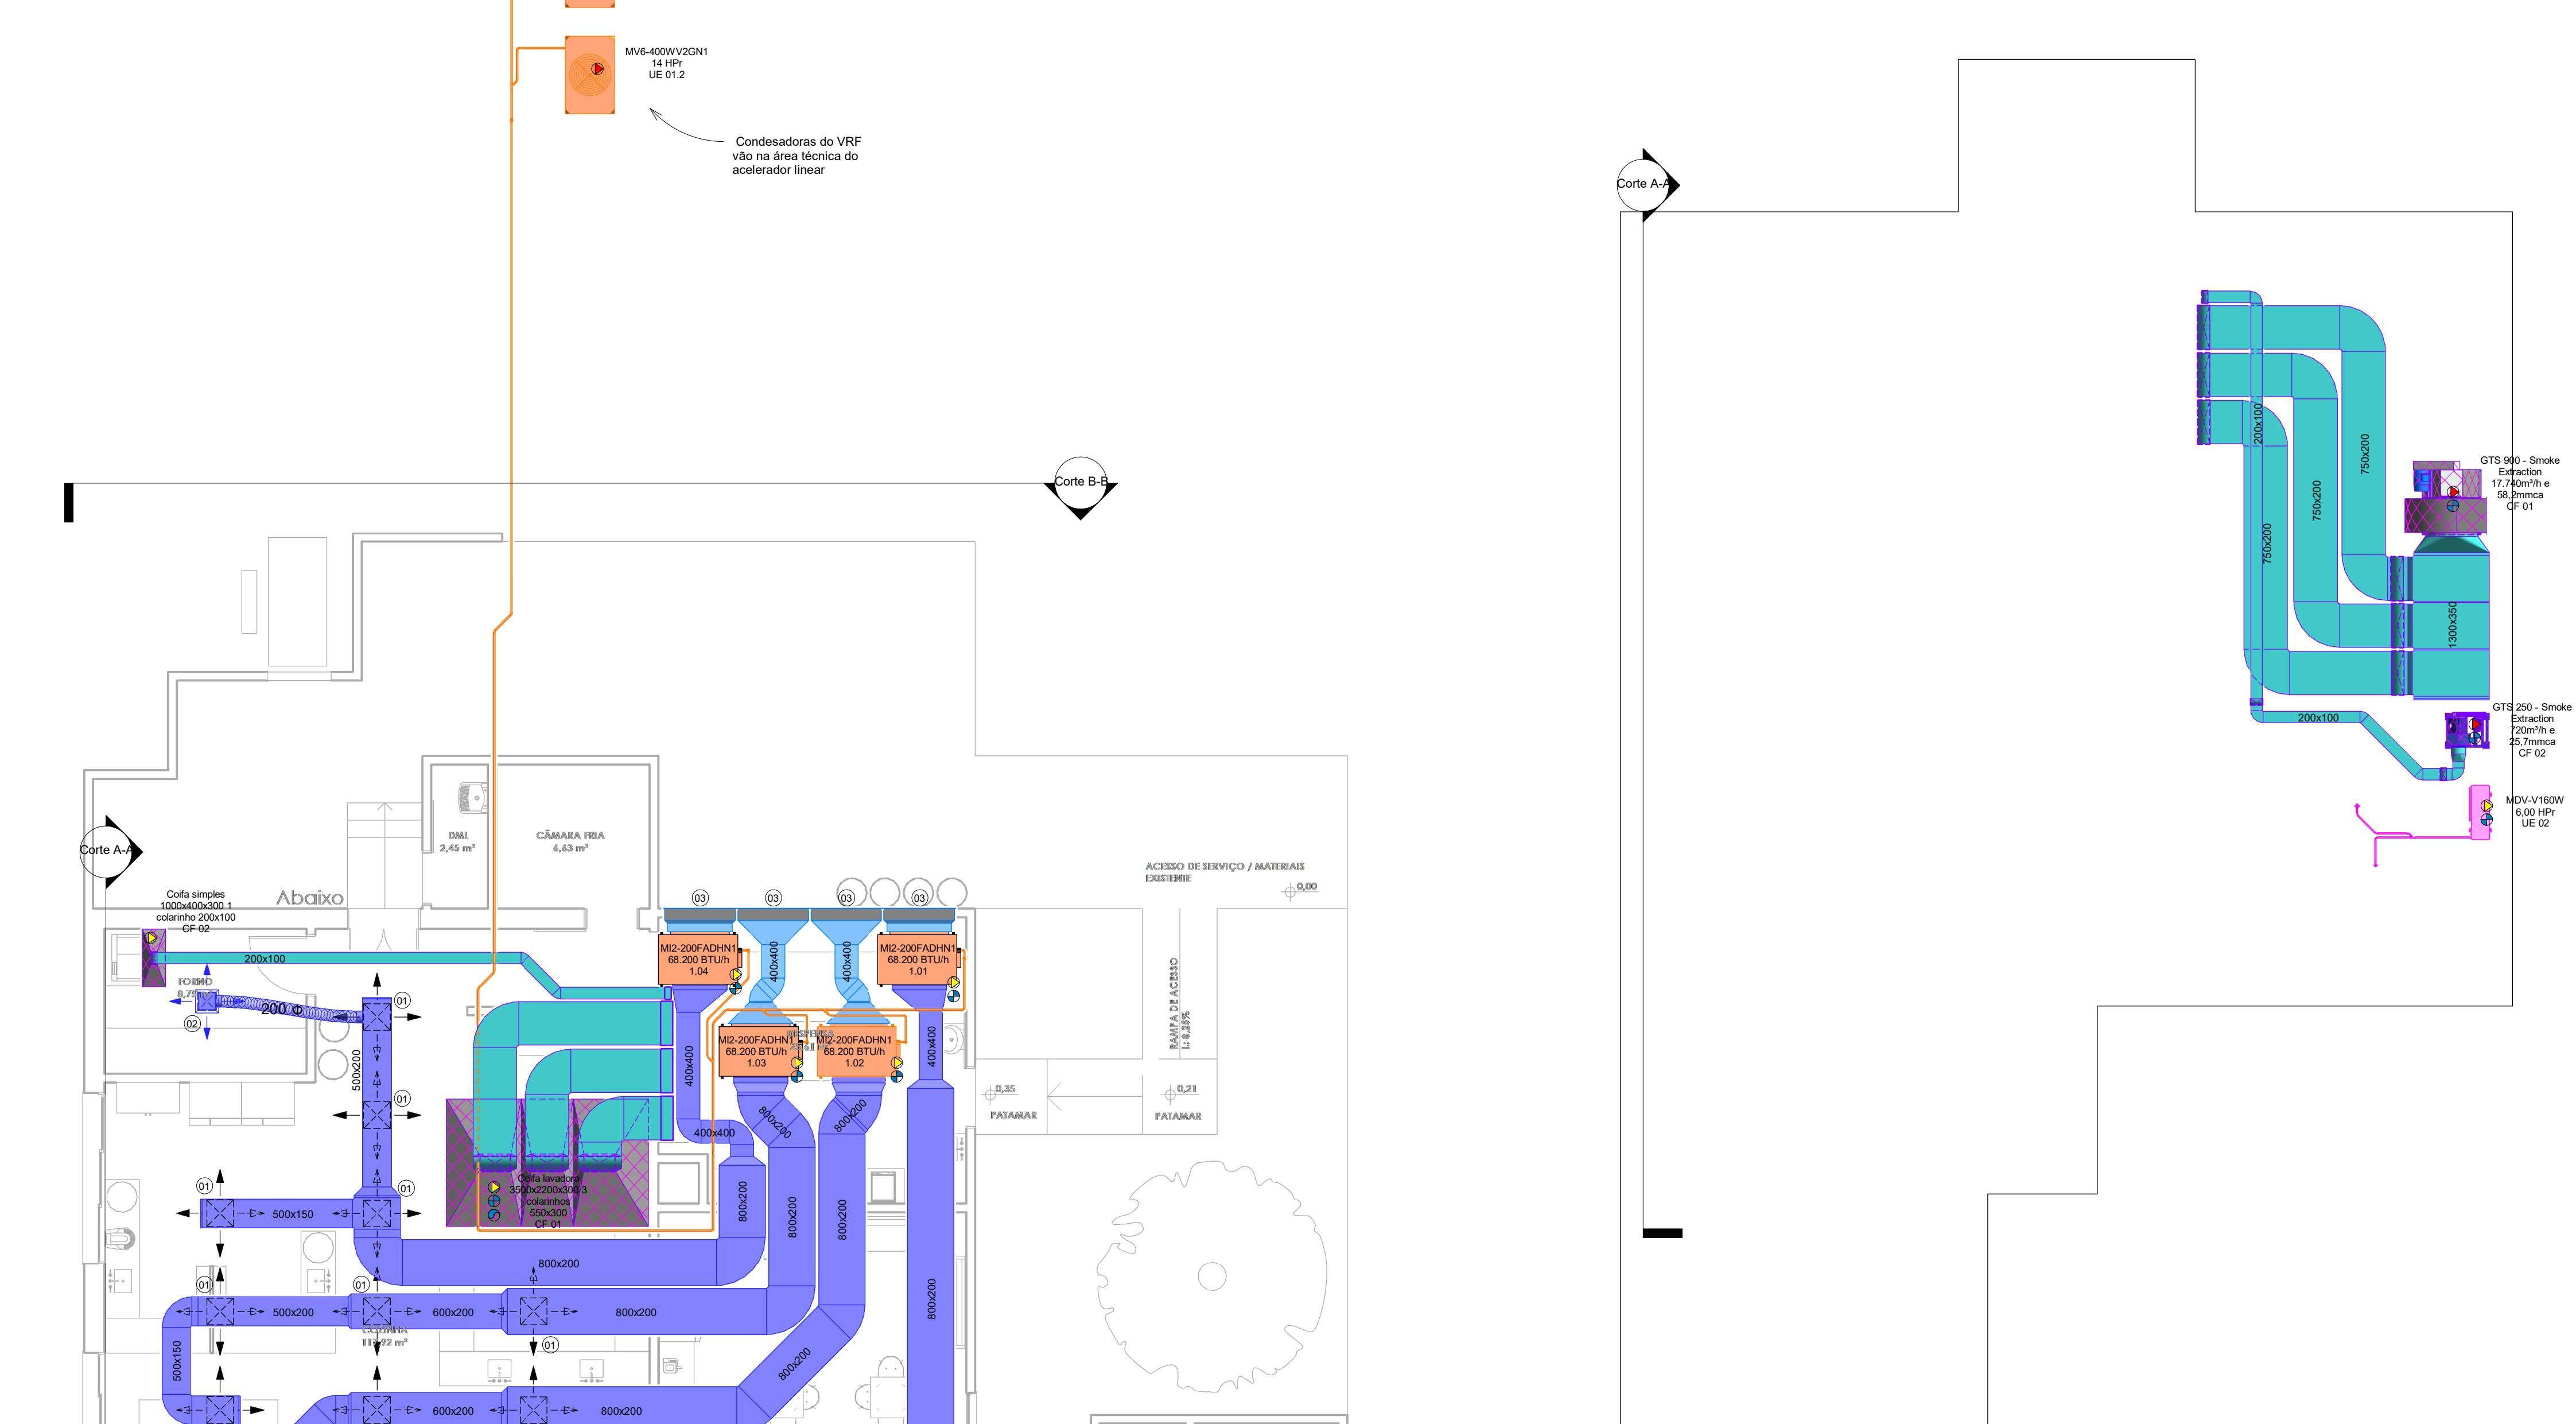 MV6-400WV2GN1
14 HPr
UE 01.2
Condesadoras do VRF
vão na área técnica do
acelerador linear
Corte B-B
Corte A-A
Coifa simples
1000x400x300 1
colarinho 200x100
CF 02
Abaixo
DML
2,45 m²
CÂMARA FRIA
6,63 m²
ACESSO DE SERVIÇO / MATERIAIS
EXISTENTE
0,00
03
03
03
03
MI2-200FADHN1
68.200 BTU/h
1.04
400x400
400x400
MI2-200FADHN1
68.200 BTU/h
1.01
200x100
FORNO
200 Φ
02
01
500x200
01
MI2-200FADHN1
68.200 BTU/h
1.03
MI2-200FADHN1
68.200 BTU/h
1.02
400x400
400x400
RAMPA DE ACESSO
I.: 8,25%
0,35
PATAMAR
0,21
PATAMAR
400x400
800x200
800x200
01
01
500x150
Coifa lavadora
3500x2200x300 3
colarinhos
550x300
CF 01
800x200
800x200
800x200
800x200
800x200
01
01
500x200
600x200
800x200
01
COZINHA
500x150
800x200
600x200
800x200
Corte A-A
200x100
750x200
750x200
750x200
GTS 900 - Smoke
Extraction
17.740m³/h e
58,2mmca
CF 01
1300x350
200x100
GTS 250 - Smoke
Extraction
720m³/h e
25,7mmca
CF 02
MDV-V160W
6,00 HPr
UE 02